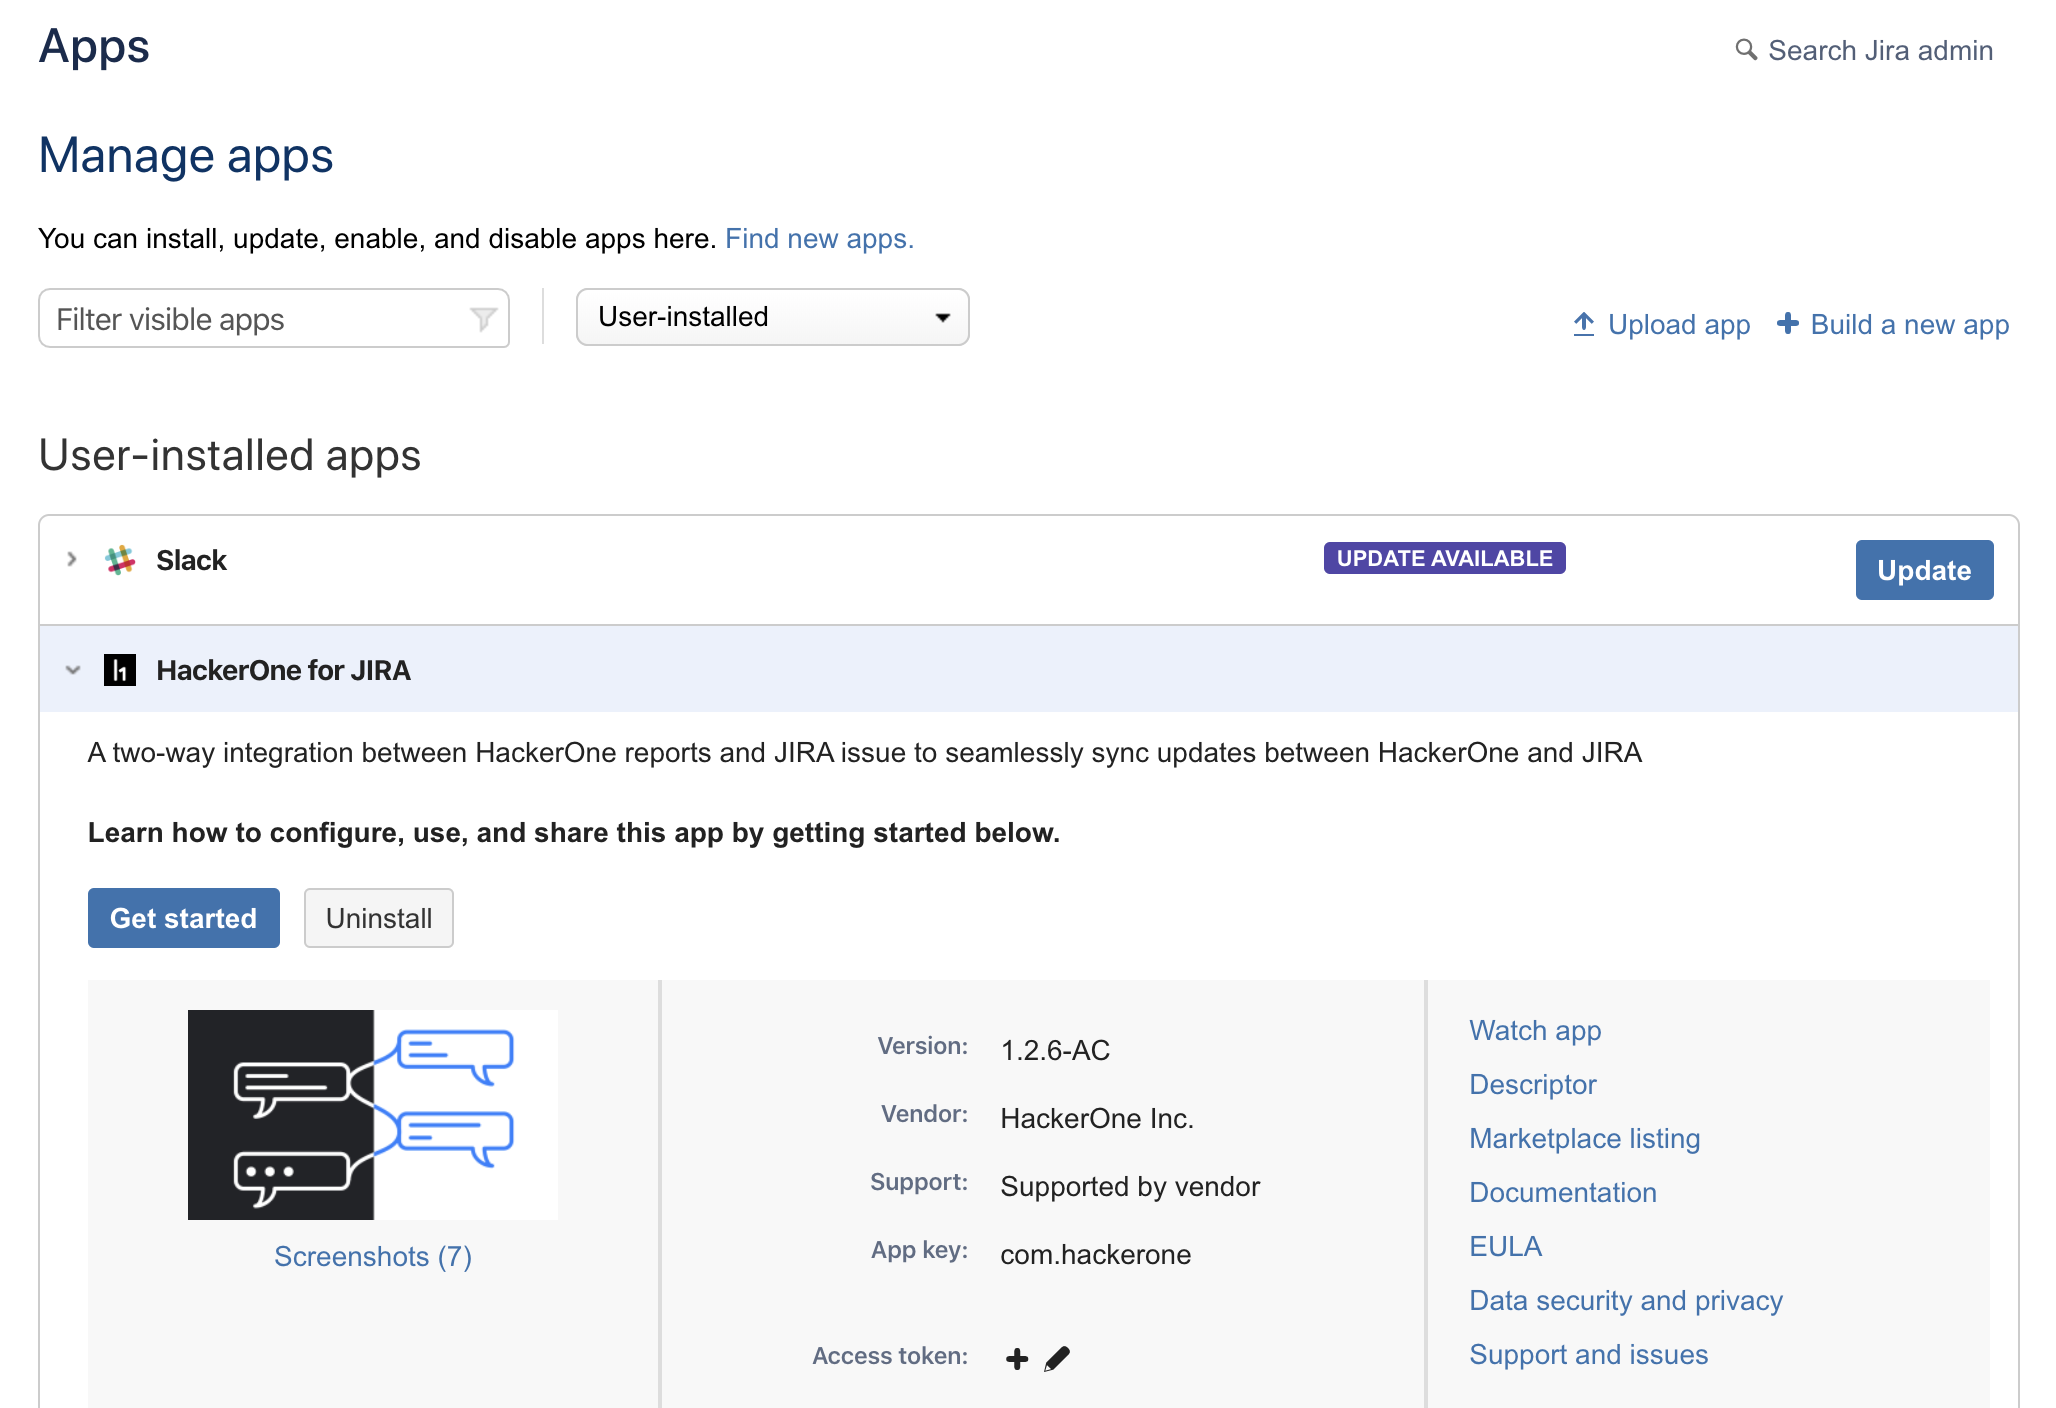 Apps
Search Jira admin
Manage apps
You can install, update, enable, and disable apps here. Find new apps.
Filter visible apps
User-installed
Upload app
Build a new app
User-installed apps
Slack
UPDATE AVAILABLE
Update
h1
HackerOne for JIRA
A two-way integration between HackerOne reports and JIRA issue to seamlessly sync updates between HackerOne and JIRA
Learn how to configure, use, and share this app by getting started below.
Get started
Uninstall
Screenshots (7)
Version: 1.2.6-AC
Vendor: HackerOne Inc.
Support: Supported by vendor
App key: com.hackerone
Access token:
Watch app
Descriptor
Marketplace listing
Documentation
EULA
Data security and privacy
Support and issues